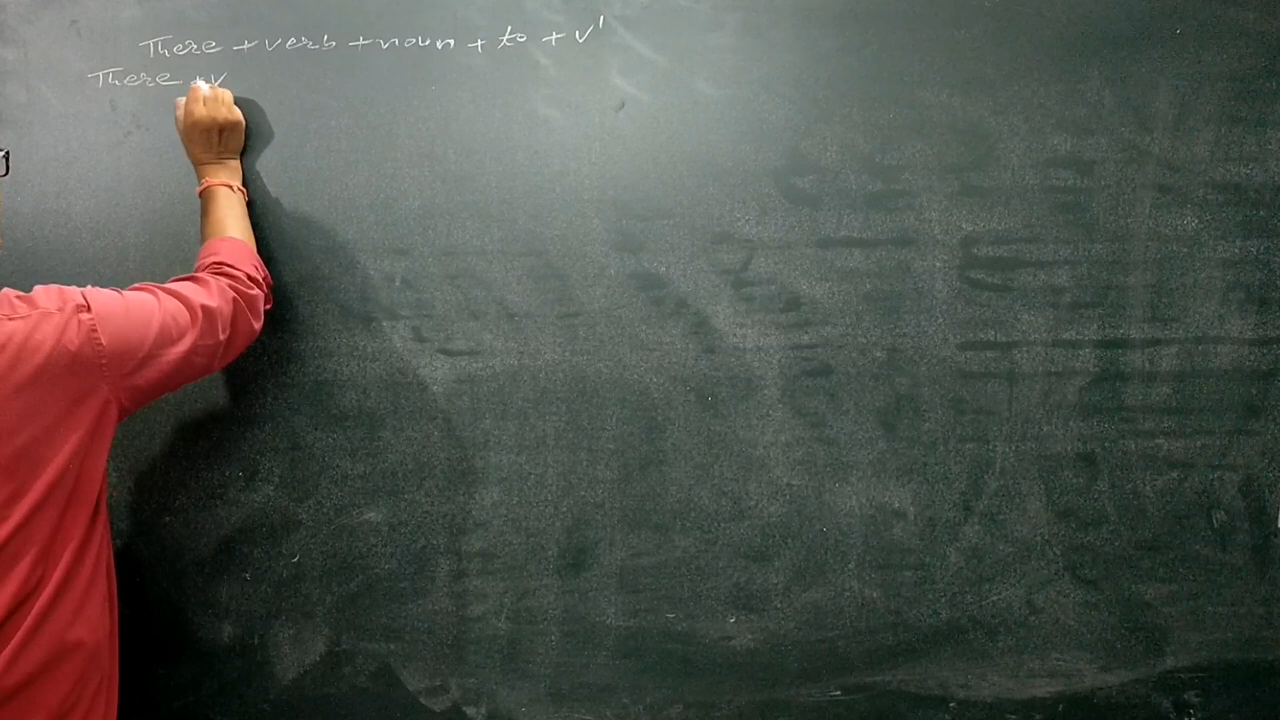 There + verb + noun + to + v¹
There + v